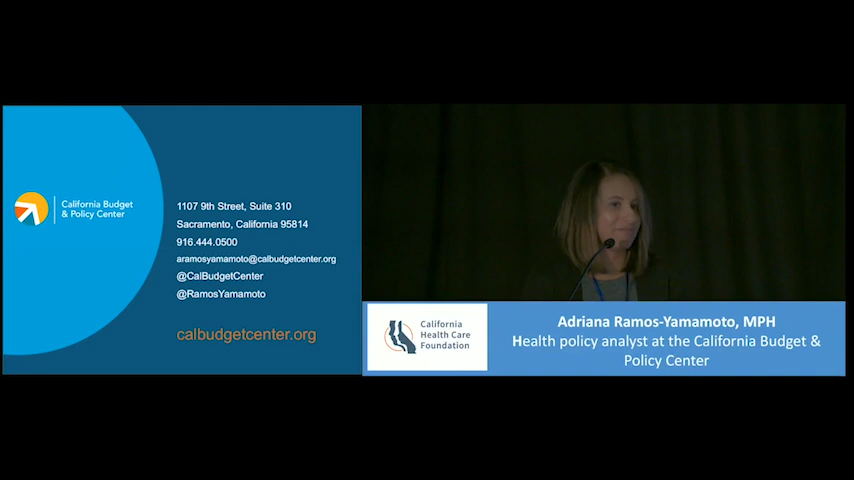 California Budget
& Policy Center
1107 9th Street, Suite 310
Sacramento, California 95814
916.444.0500
aramosyamamoto@calbudgetcenter.org
@CalBudgetCenter
@RamosYamamoto
calbudgetcenter.org
California
Health Care
Foundation
Adriana Ramos-Yamamoto, MPH
Health policy analyst at the California Budget &
Policy Center